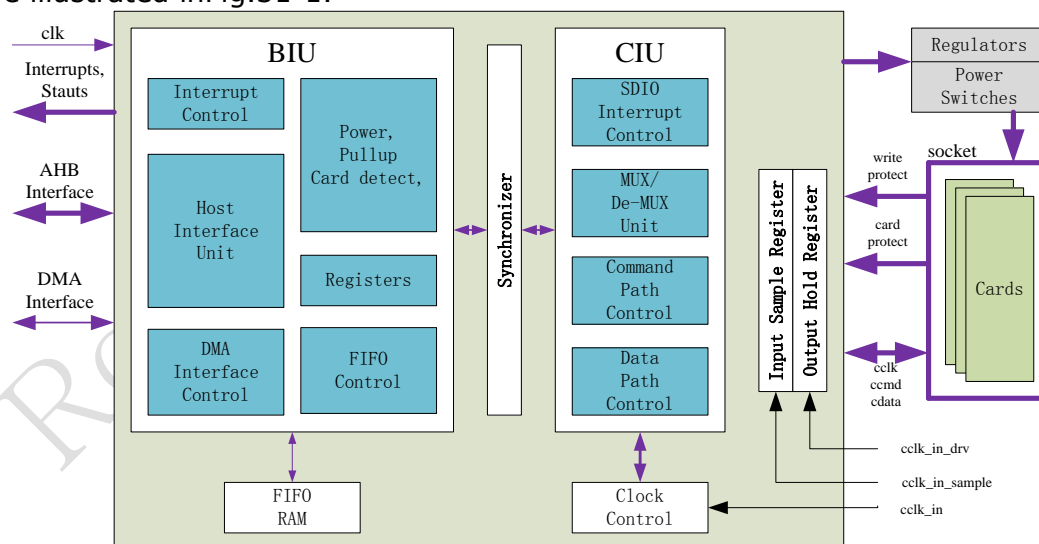 clk
Interrupts,
Stauts
AHB
Interface
DMA
Interface
BIU
Interrupt
Control
Power,
Pullup
Card detect,
Host
Interface
Unit
Registers
DMA
Interface
Control
FIFO
Control
Synchronizer
CIU
SDIO
Interrupt
Control
MUX/
De-MUX
Unit
Command
Path
Control
Data
Path
Control
Input Sample Register
Output Hold Register
Regulators
Power
Switches
socket
write
protect
card
protect
Cards
cclk
ccmd
cdata
cclk_in_drv
cclk_in_sample
cclk_in
FIFO
RAM
Clock
Control